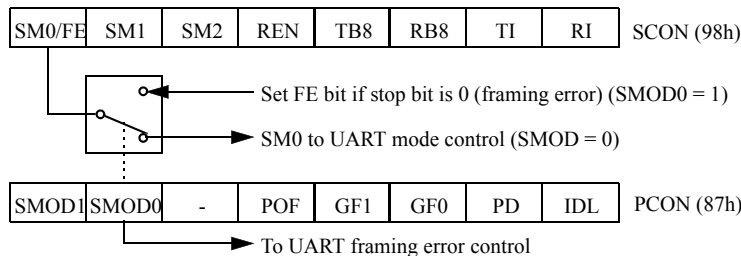 SM0/FE SM1 SM2 REN TB8 RB8 TI RI SCON (98h)
Set FE bit if stop bit is 0 (framing error) (SMOD0 = 1)
SM0 to UART mode control (SMOD = 0)
SMOD1 SMOD0 - POF GF1 GF0 PD IDL PCON (87h)
To UART framing error control